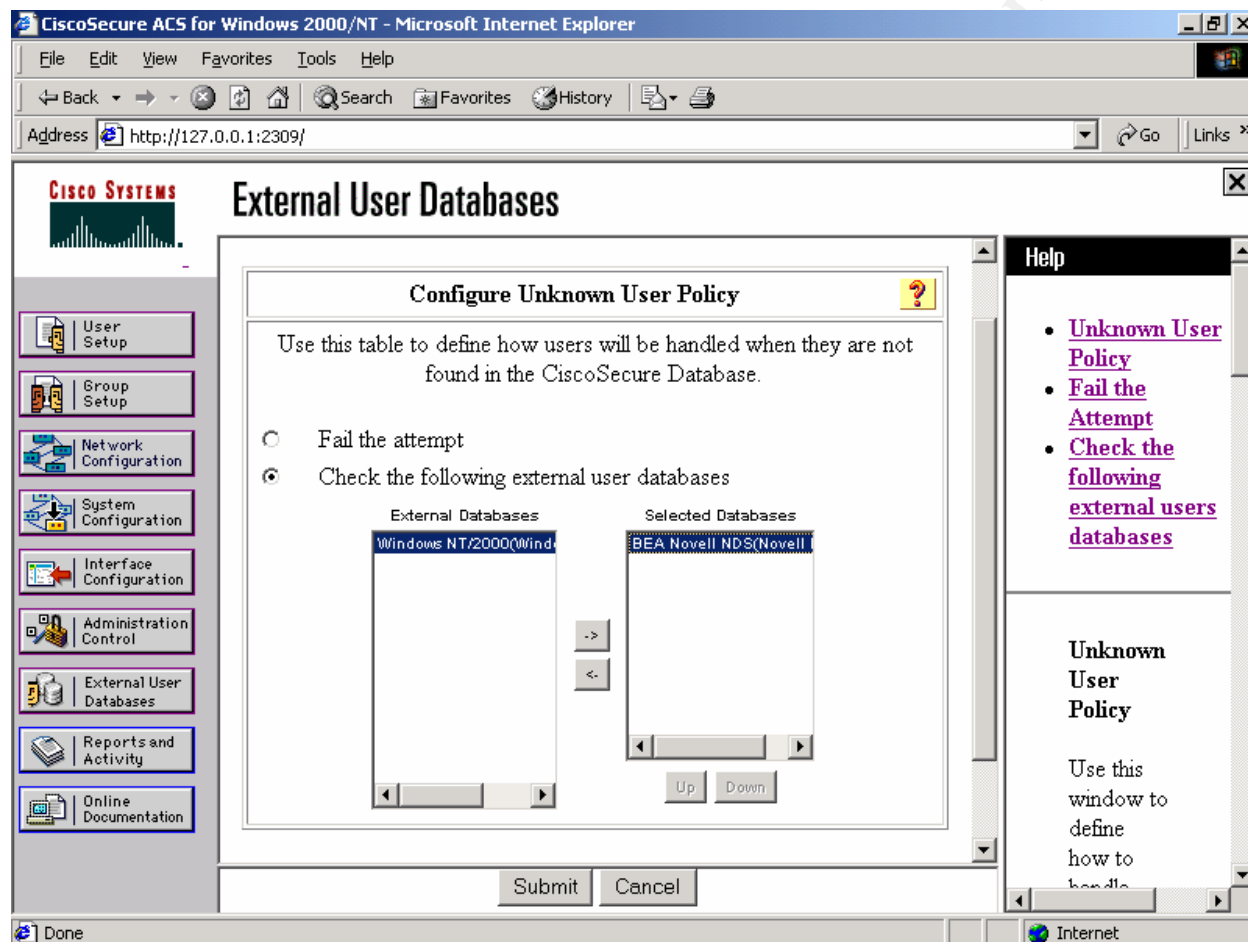 CiscoSecure ACS for Windows 2000/NT - Microsoft Internet Explorer
File Edit View Favorites Tools Help
Back Search Favorites History
Address http://127.0.0.1:2309/ Go Links »
CISCO SYSTEMS
External User Databases
User
Setup
Group
Setup
Network
Configuration
System
Configuration
Interface
Configuration
Administration
Control
External User
Databases
Reports and
Activity
Online
Documentation
Configure Unknown User Policy
?
Use this table to define how users will be handled when they are not
found in the CiscoSecure Database.
Fail the attempt
Check the following external user databases
External Databases
Selected Databases
Windows NT/2000(Wind
BEA Novell NDS(Novell
->
<-
Up Down
Submit Cancel
Help
• Unknown User
Policy
• Fail the
Attempt
• Check the
following
external users
databases
Unknown
User
Policy
Use this
window to
define
how to
handle
Done
Internet